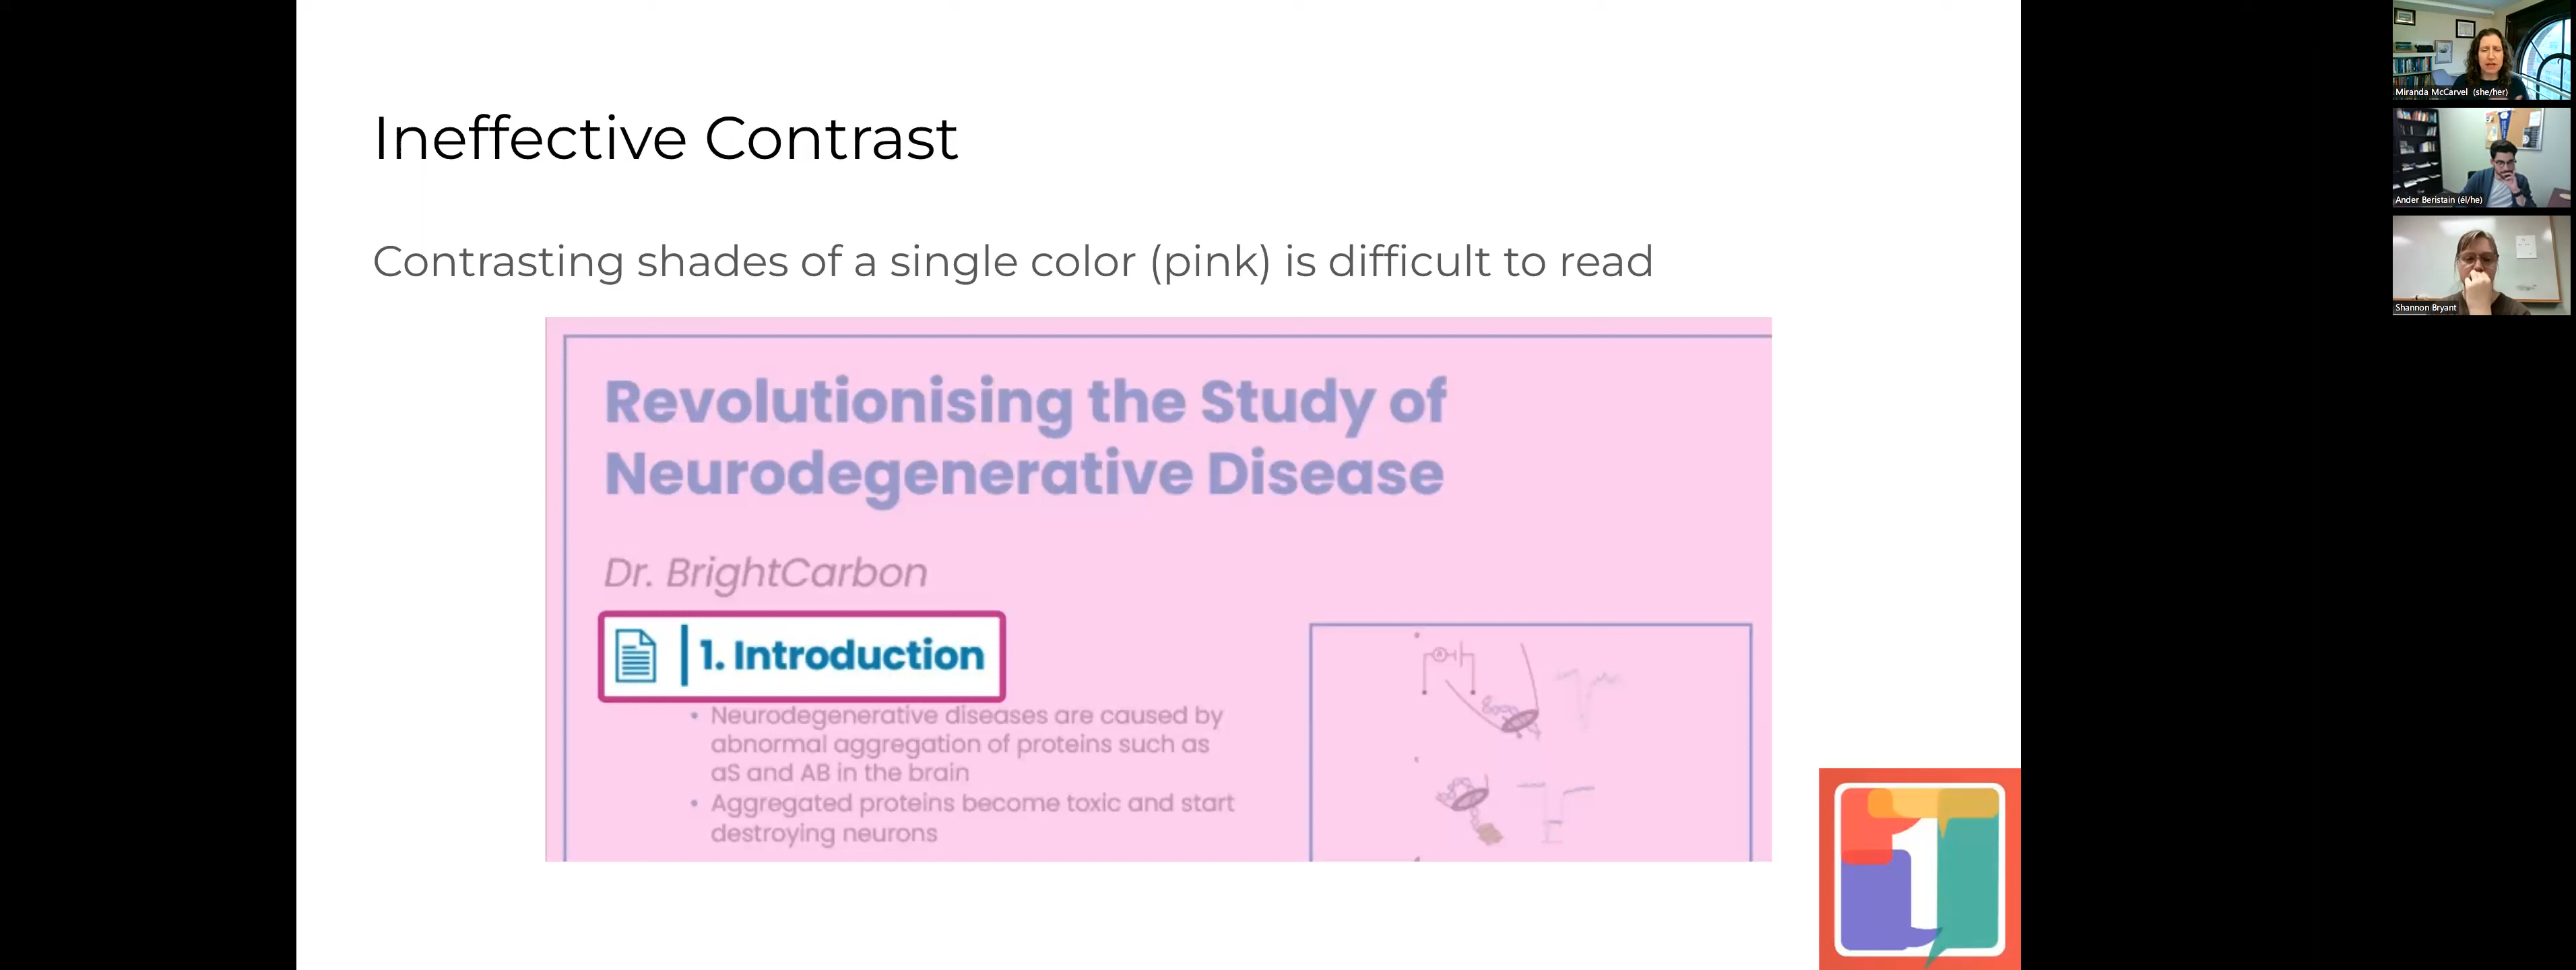 Ineffective Contrast
Contrasting shades of a single color (pink) is difficult to read
Revolutionising the Study of
Neurodegenerative Disease
Dr. BrightCarbon
1. Introduction
• Neurodegenerative diseases are caused by
abnormal aggregation of proteins such as
aS and AB in the brain
• Aggregated proteins become toxic and start
destroying neurons
A
1
Miranda McCarvel (she/her)
Ander Beristain (él/he)
Shannon Bryant